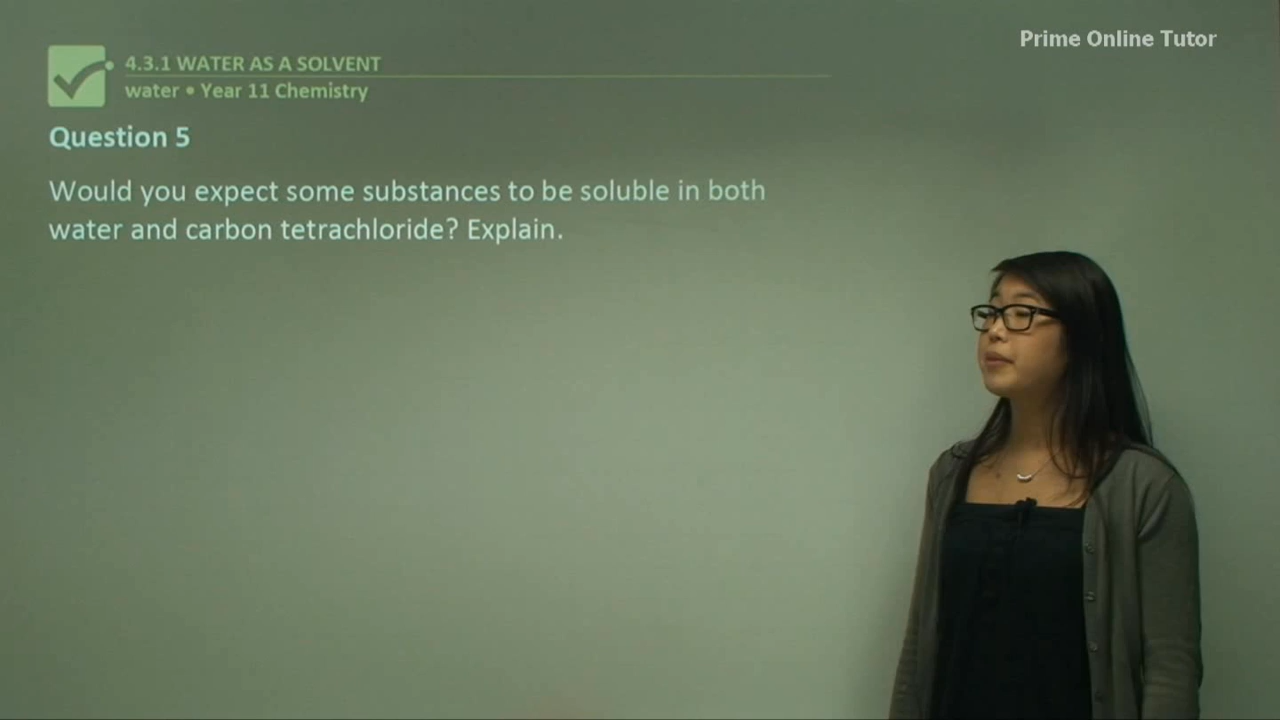 Prime Online Tutor
4.3.1 WATER AS A SOLVENT
water • Year 11 Chemistry
Question 5
Would you expect some substances to be soluble in both
water and carbon tetrachloride? Explain.